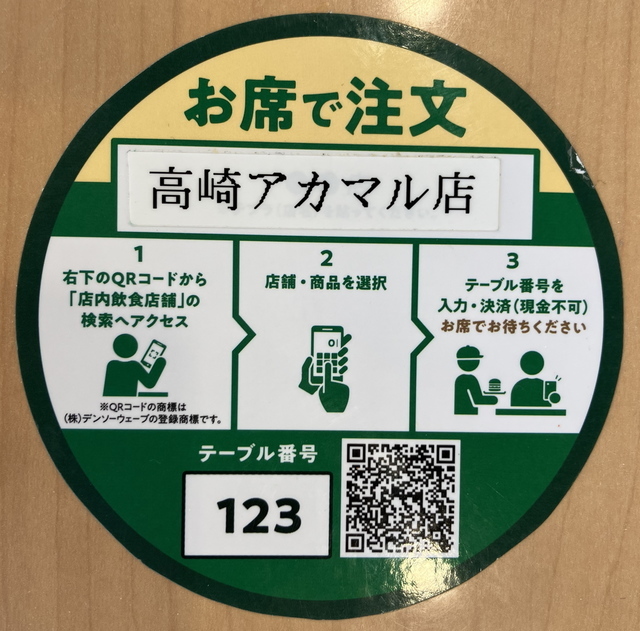 お席で注文
高崎アカマル店
1
右下のQRコードから
「店内飲食店舗」の
検索へアクセス
※QRコードの商標は
(株)デンソーウェーブの登録商標です。
2
店舗・商品を選択
3
テーブル番号を
入力・決済(現金不可)
お席でお待ちください
テーブル番号
123